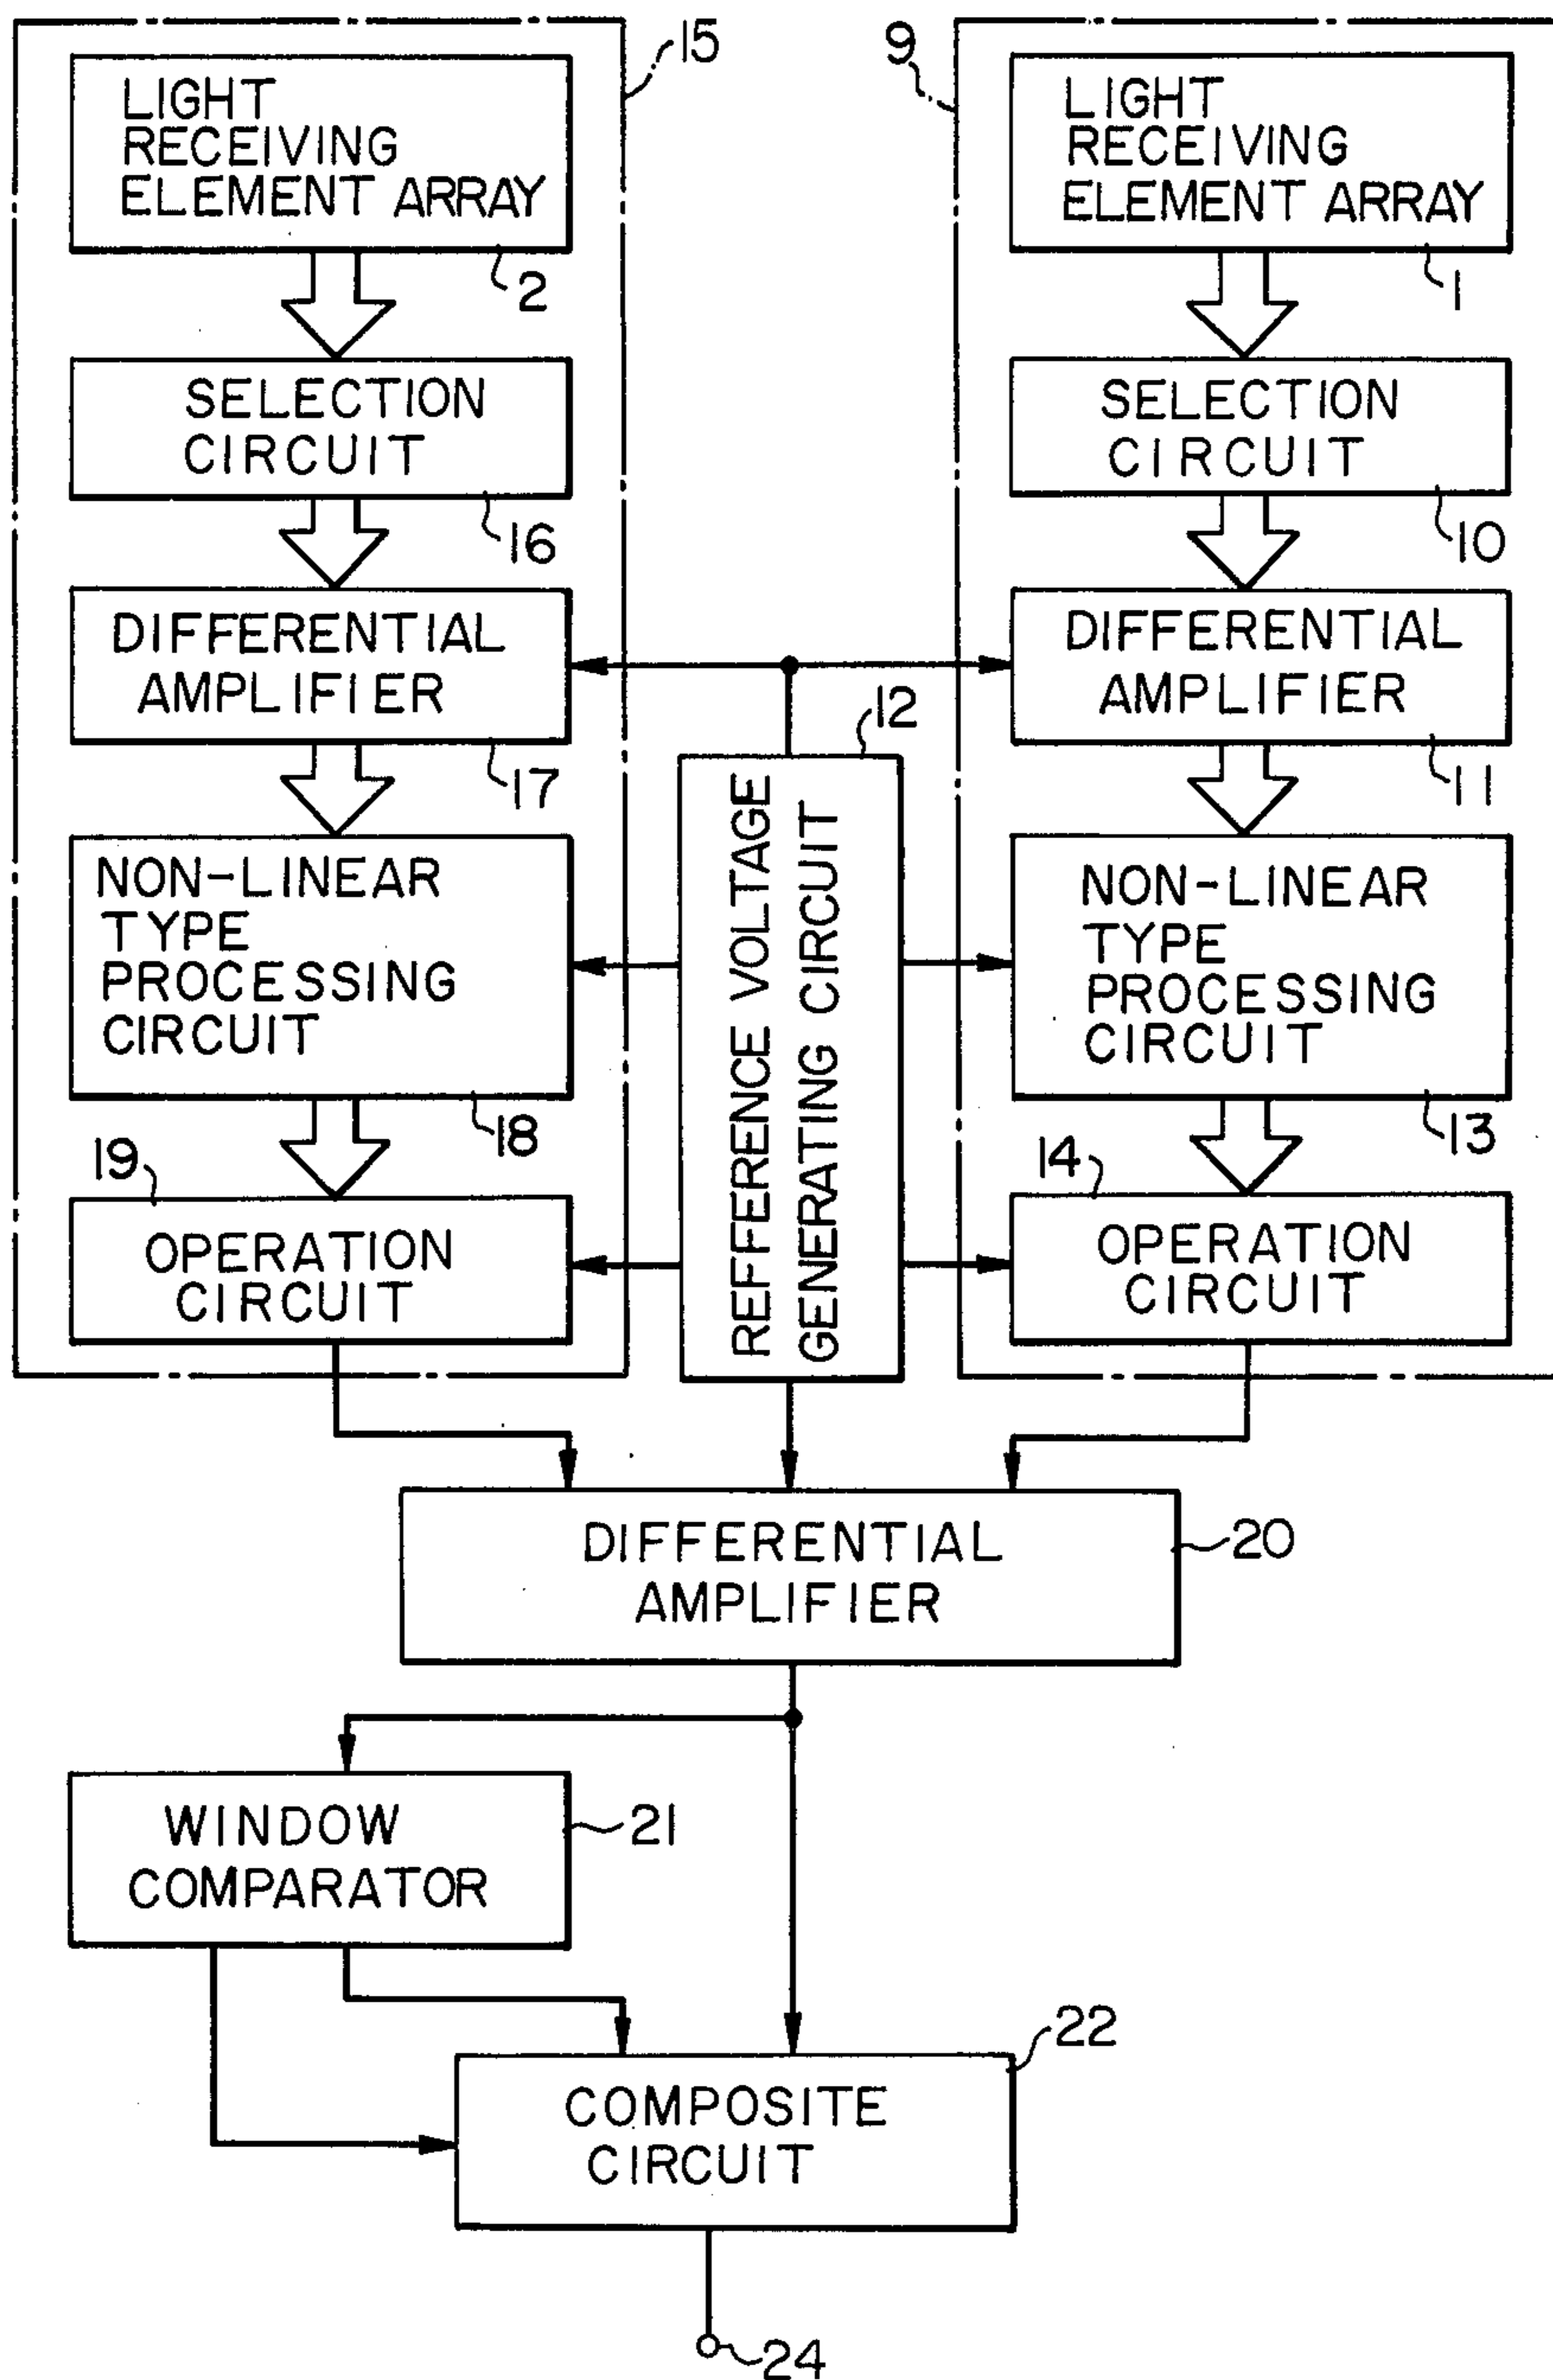 15
9
LIGHT
RECEIVING
ELEMENT ARRAY
2
LIGHT
RECEIVING
ELEMENT ARRAY
1
SELECTION
CIRCUIT
16
SELECTION
CIRCUIT
10
DIFFERENTIAL
AMPLIFIER
17
DIFFERENTIAL
AMPLIFIER
11
12
REFFERENCE VOLTAGE
GENERATING CIRCUIT
NON-LINEAR
TYPE
PROCESSING
CIRCUIT
18
NON-LINEAR
TYPE
PROCESSING
CIRCUIT
13
19
OPERATION
CIRCUIT
14
OPERATION
CIRCUIT
DIFFERENTIAL
AMPLIFIER
20
WINDOW
COMPARATOR
21
COMPOSITE
CIRCUIT
22
24